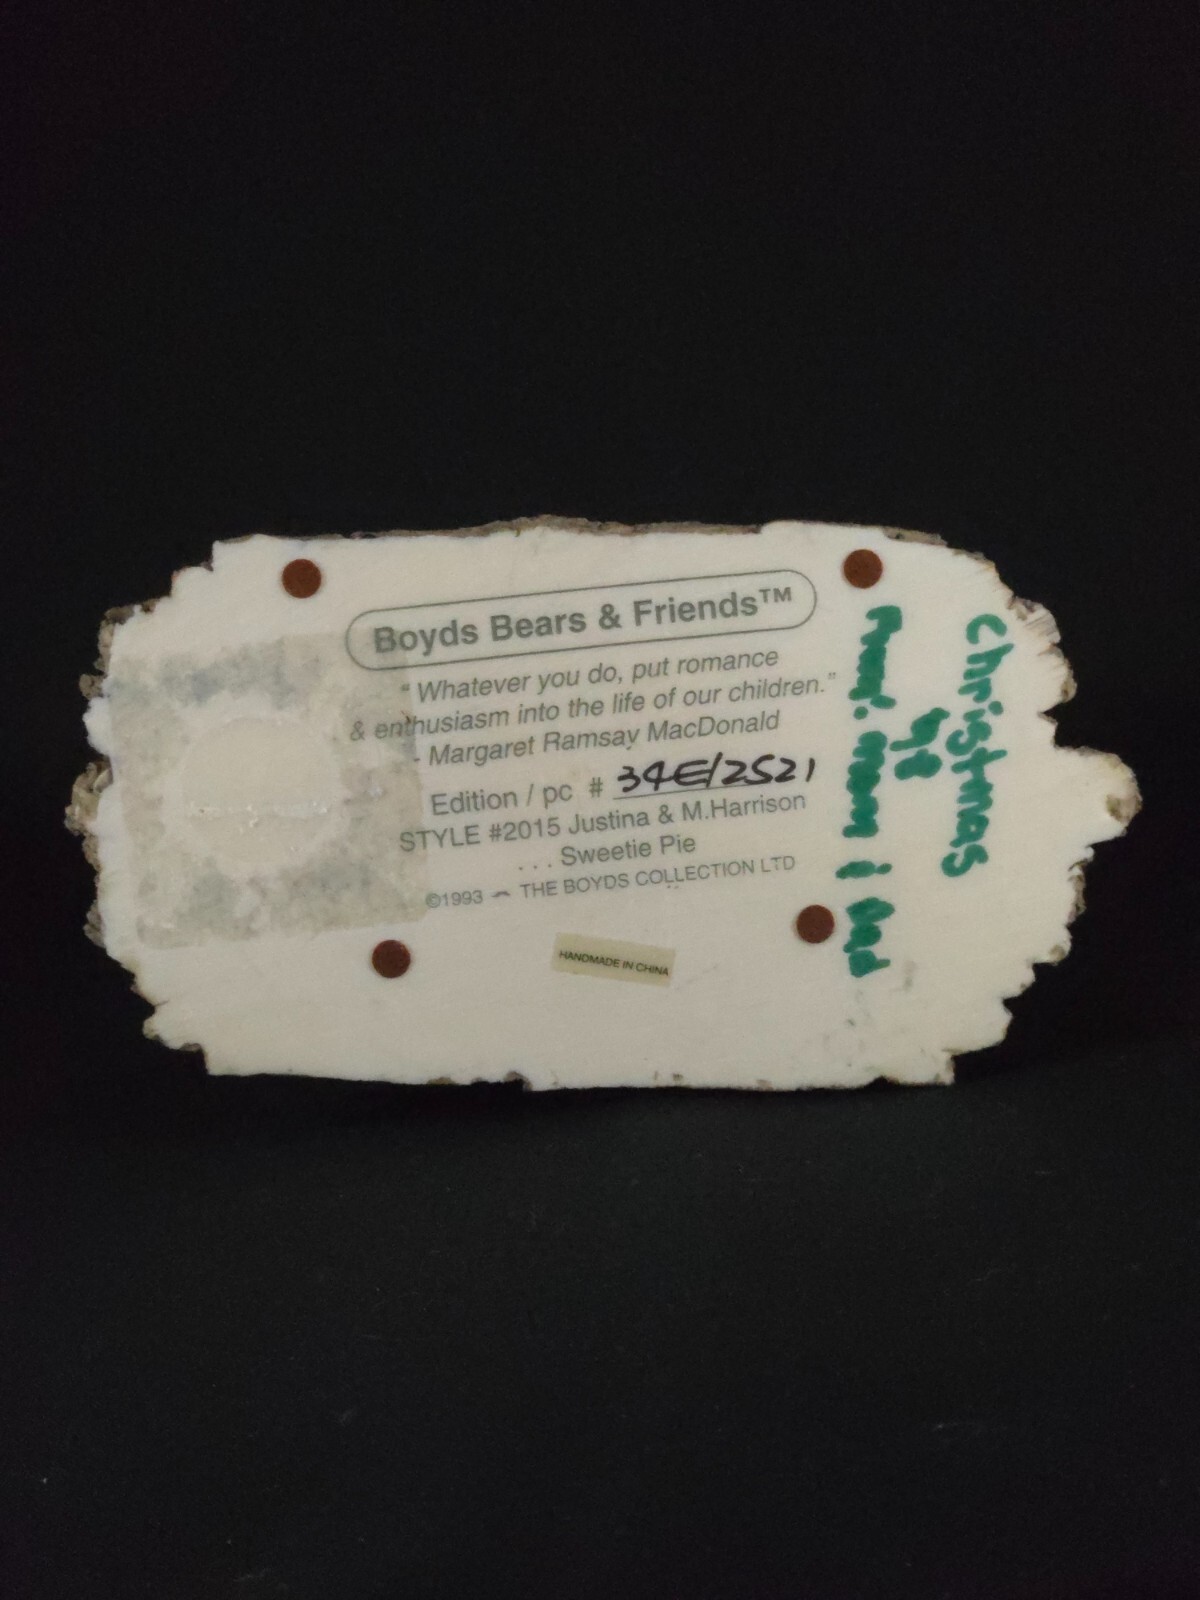 Boyds Bears & Friends™
"Whatever you do, put romance
& enthusiasm into the life of our children."
- Margaret Ramsay MacDonald
Edition / pc # 34E/2521
STYLE #2015 Justina & M.Harrison
... Sweetie Pie
©1993 THE BOYDS COLLECTION LTD
HANDMADE IN CHINA
Christmas
98
From: mom & Dad